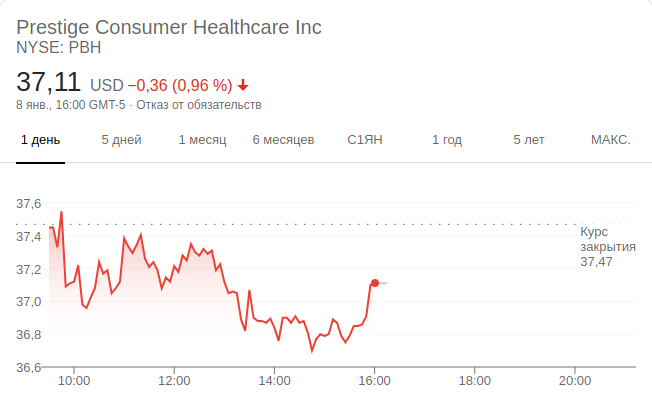 Prestige Consumer Healthcare Inc
NYSE: PBH
37,11 USD −0,36 (0,96 %)
8 янв., 16:00 GMT-5 · Отказ от обязательств
1 день 5 дней 1 месяц 6 месяцев С1ЯН 1 год 5 лет МАКС.
37,6
37,4
37,2
37,0
36,8
36,6
Курс
закрытия
37,47
10:00 12:00 14:00 16:00 18:00 20:00